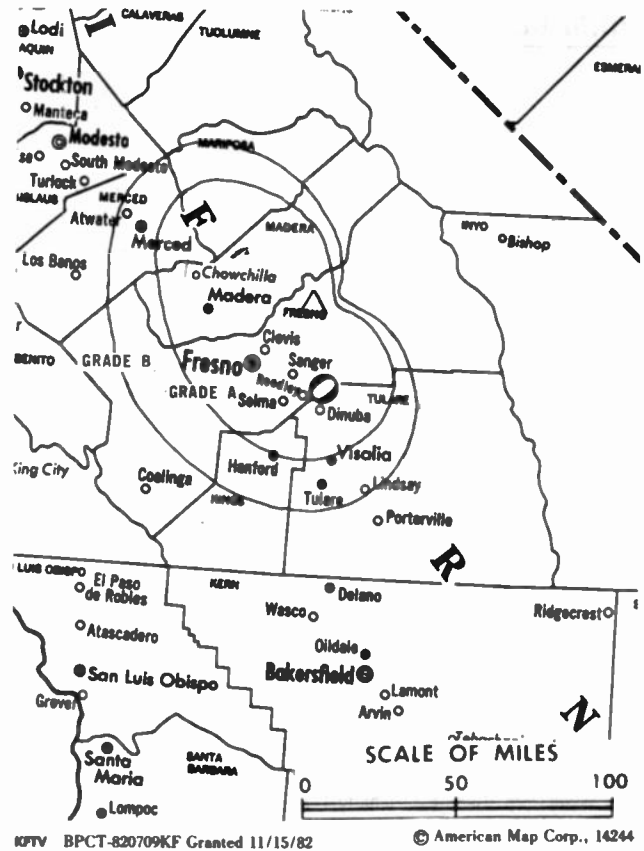 CALAVERAS
Lodi
TUOLUMNE
AQUIN
I
ESMERAL
Stockton
Manteca
Modesto
MARIPOSA
South Modesto
Turlock
MERCED
Atwater
F
MADERA
INYO
Bishop
Merced
Los Banos
Chowchilla
Madera
FRESNO
r
BENITO
GRADE B
Clovis
Fresno
Sanger
GRADE A
Reedley
Selma
TULARE
Dinuba
Hanford
Visalia
King City
Coalinga
KINGS
Tulare
Lindsay
Porterville
R
LUIS OBISPO
El Paso
de Robles
KERN
Delano
Wasco
Ridgecrest
Atascadero
Oildale
San Luis Obispo
Bakersfield
Grover
Lamont
Arvin
N
Santa
Maria
SANTA
BARBARA
SCALE OF MILES
0 50 100
Lompoc
KFTV BPCT-820709KF Granted 11/15/82
© American Map Corp., 14244